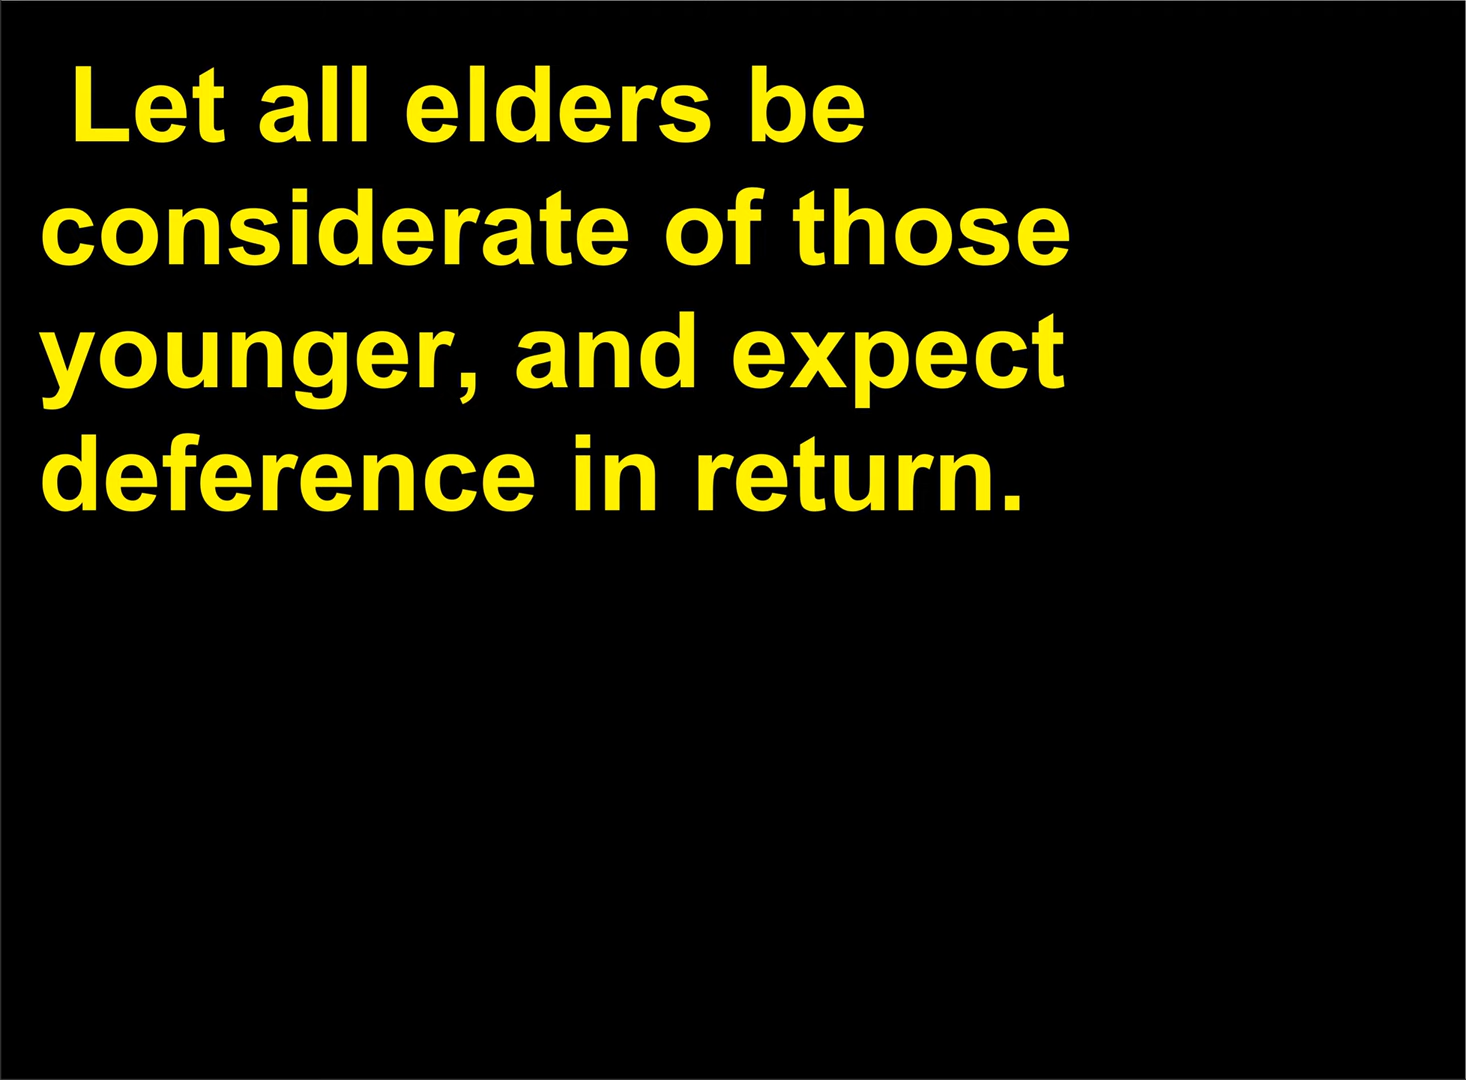 Let all elders be
considerate of those
younger, and expect
deference in return.